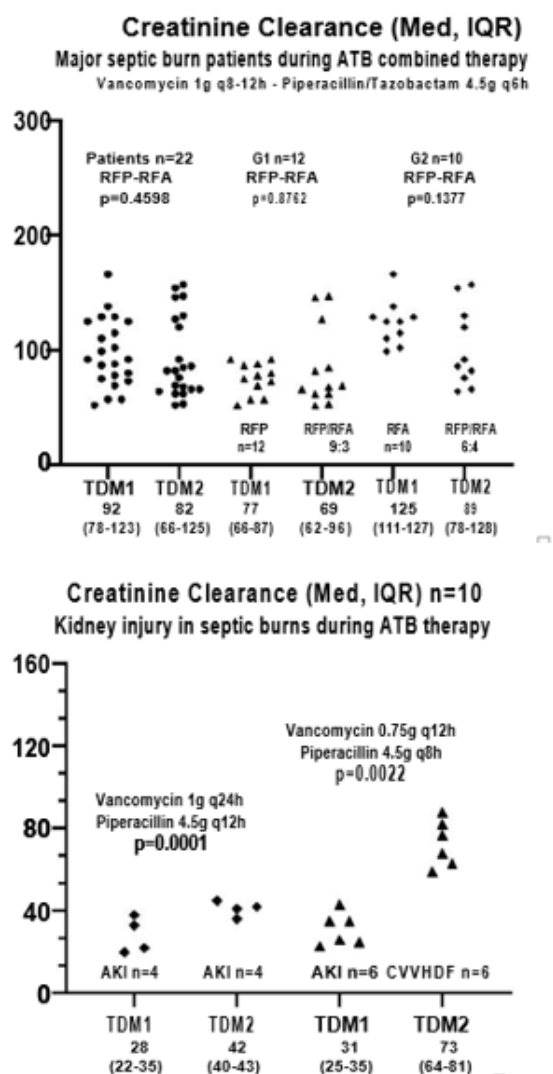 Creatinine Clearance (Med, IQR)
Major septic burn patients during ATB combined therapy
Vancomycin 1g q8-12h - Piperacillin/Tazobactam 4.5g q6h
300
Patients n=22 G1 n=12 G2 n=10
RFP-RFA RFP-RFA RFP-RFA
p=0.4598 p=0.8762 p=0.1377
200
100
RFP RFP/RFA RFA RFP/RFA
n=12 9:3 n=10 6:4
0
TDM1 TDM2 TDM1 TDM2 TDM1 TDM2
92 82 77 69 125 89
(78-123) (66-125) (66-87) (62-96) (111-127) (78-128)
Creatinine Clearance (Med, IQR) n=10
Kidney injury in septic burns during ATB therapy
160
Vancomycin 0.75g q12h
Piperacillin 4.5g q8h
p=0.0022
120
Vancomycin 1g q24h
Piperacillin 4.5g q12h
p=0.0001
80
40
AKI n=4 AKI n=4 AKI n=6 CVVHDF n=6
0
TDM1 TDM2 TDM1 TDM2
28 42 31 73
(22-35) (40-43) (25-35) (64-81)